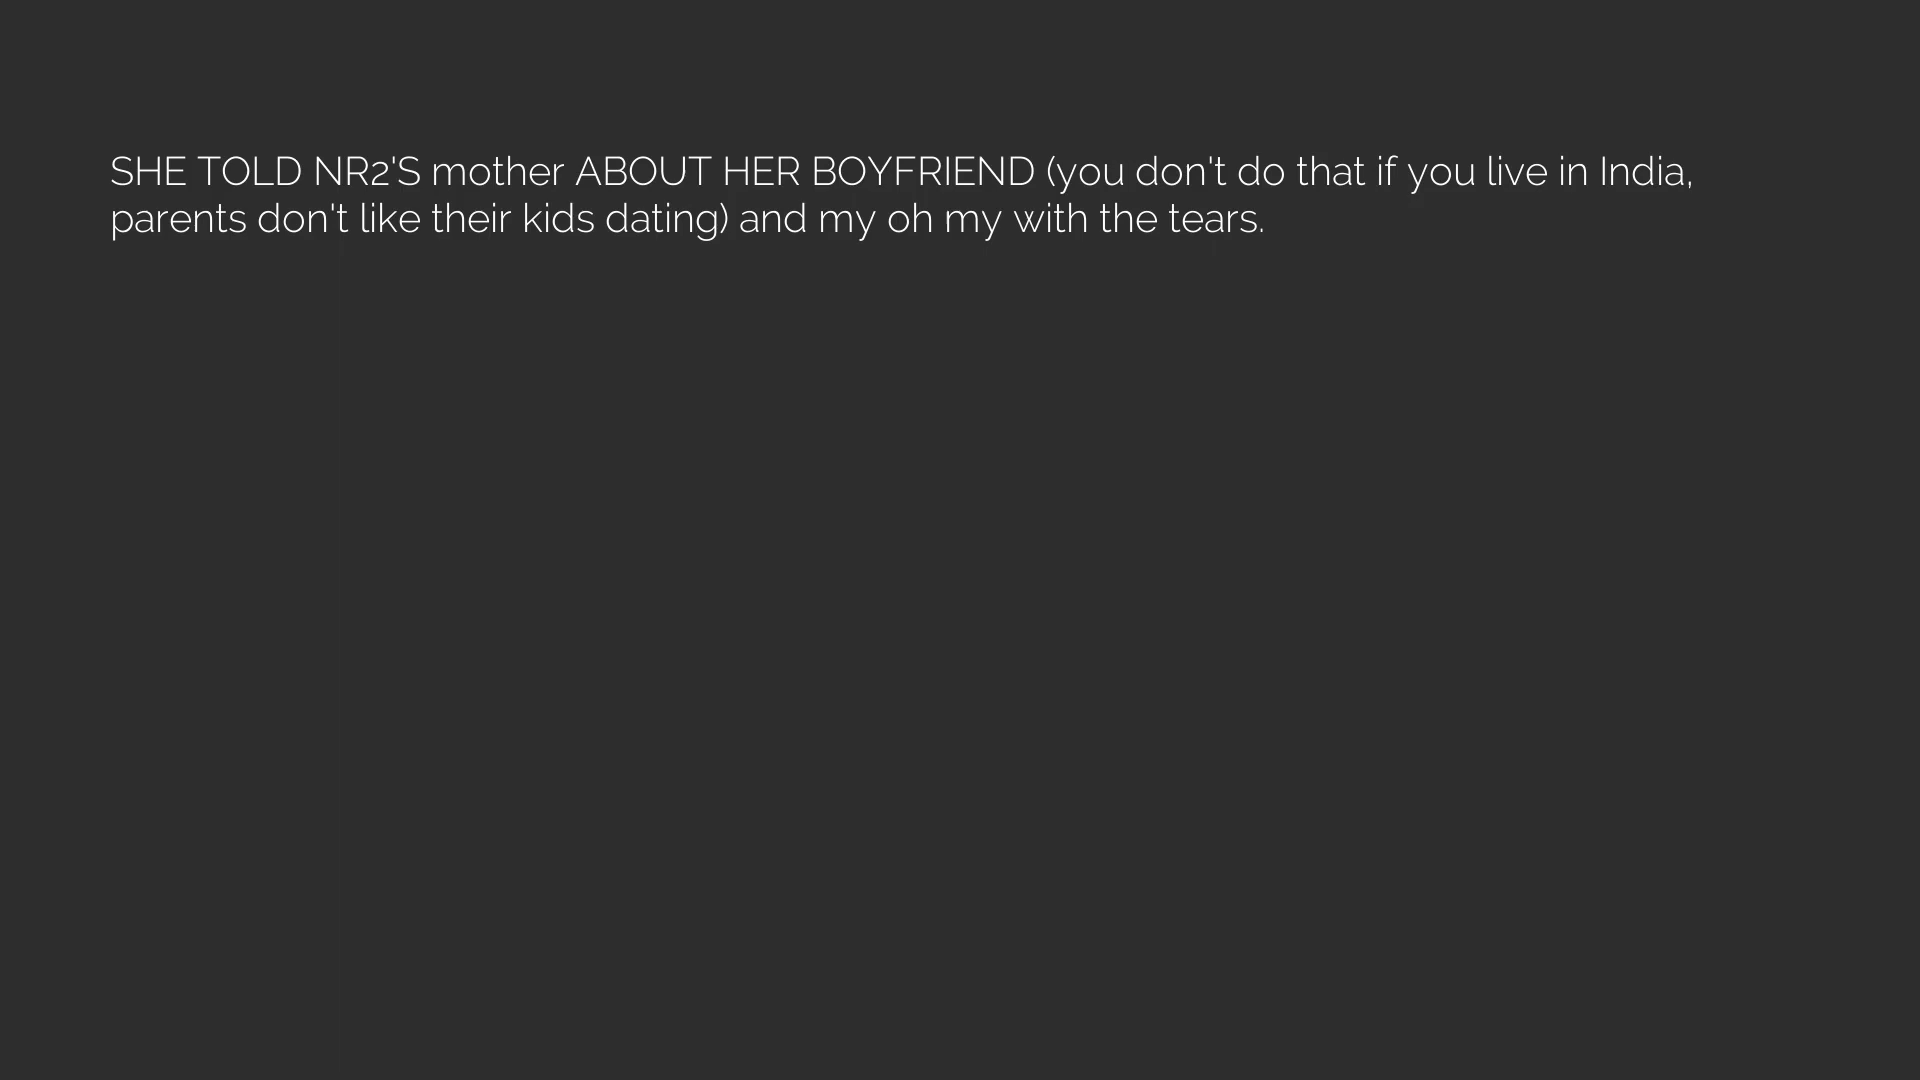 SHE TOLD NR2'S mother ABOUT HER BOYFRIEND (you don't do that if you live in India,
parents don't like their kids dating) and my oh my with the tears.